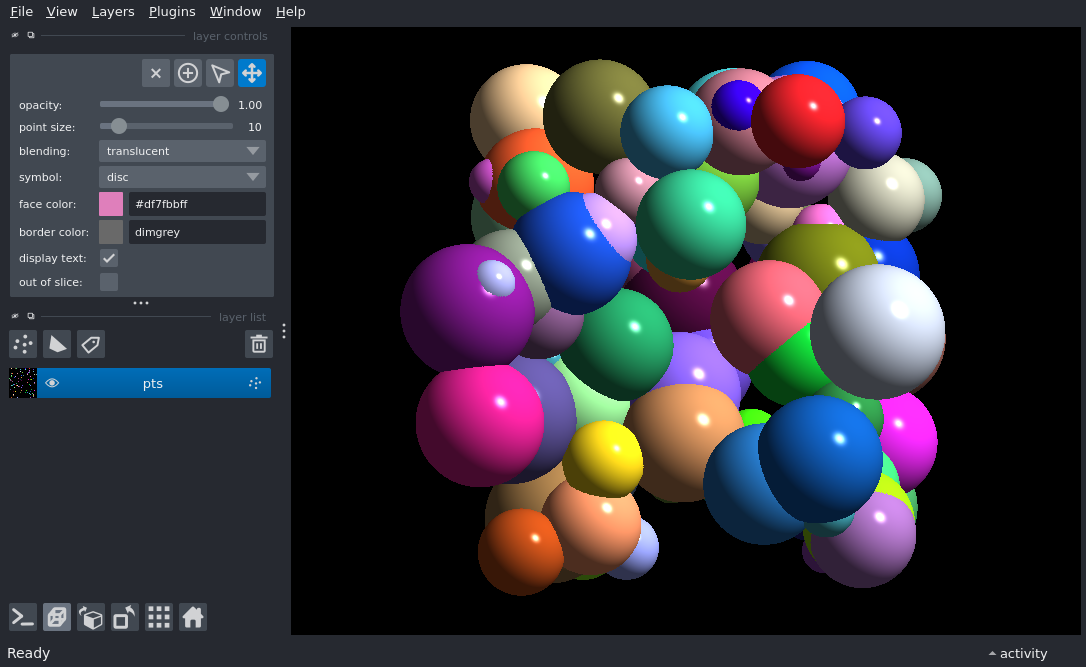 File View Layers Plugins Window Help
layer controls
opacity: 1.00
point size: 10
blending: translucent
symbol: disc
face color: #df7fbbff
border color: dimgrey
display text:
out of slice:
layer list
pts
Ready
activity